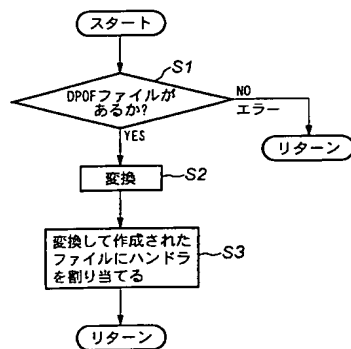 スタート
S1
DPOFファイルが
あるか?
NO
エラー
YES
リターン
変換
S2
変換して作成された
ファイルにハンドラ
を割り当てる
S3
リターン